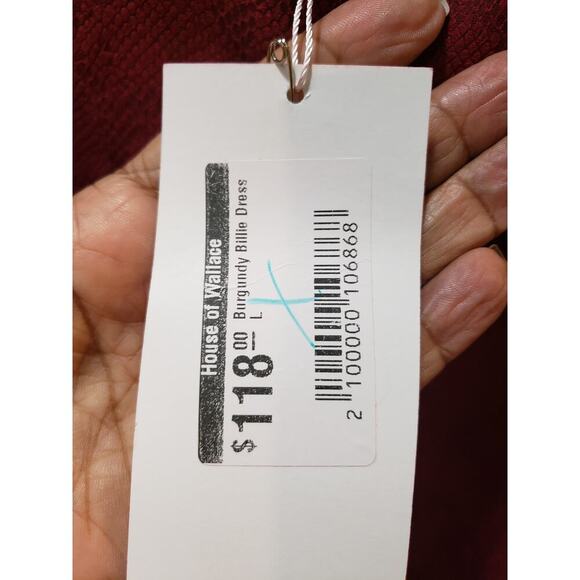 House of Wallace
$118.00 Burgundy Billie Dress
L
2 100000 106868